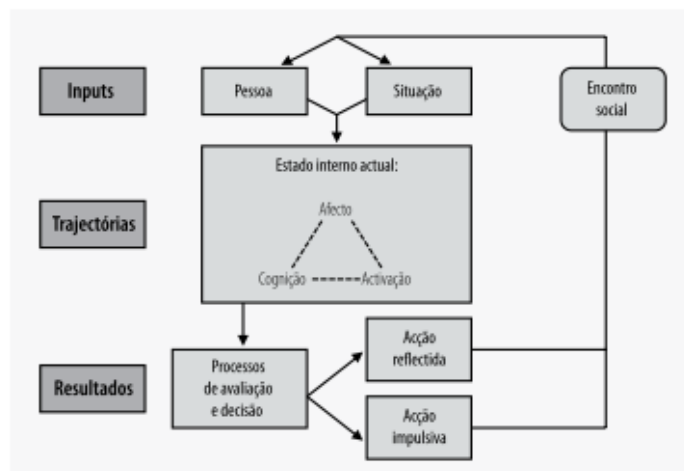 Inputs
Pessoa
Situação
Encontro
social
Trajectórias
Estado interno actual:
Afecto
Cognição
Activação
Resultados
Processos
de avaliação
e decisão
Acção
reflectida
Acção
impulsiva